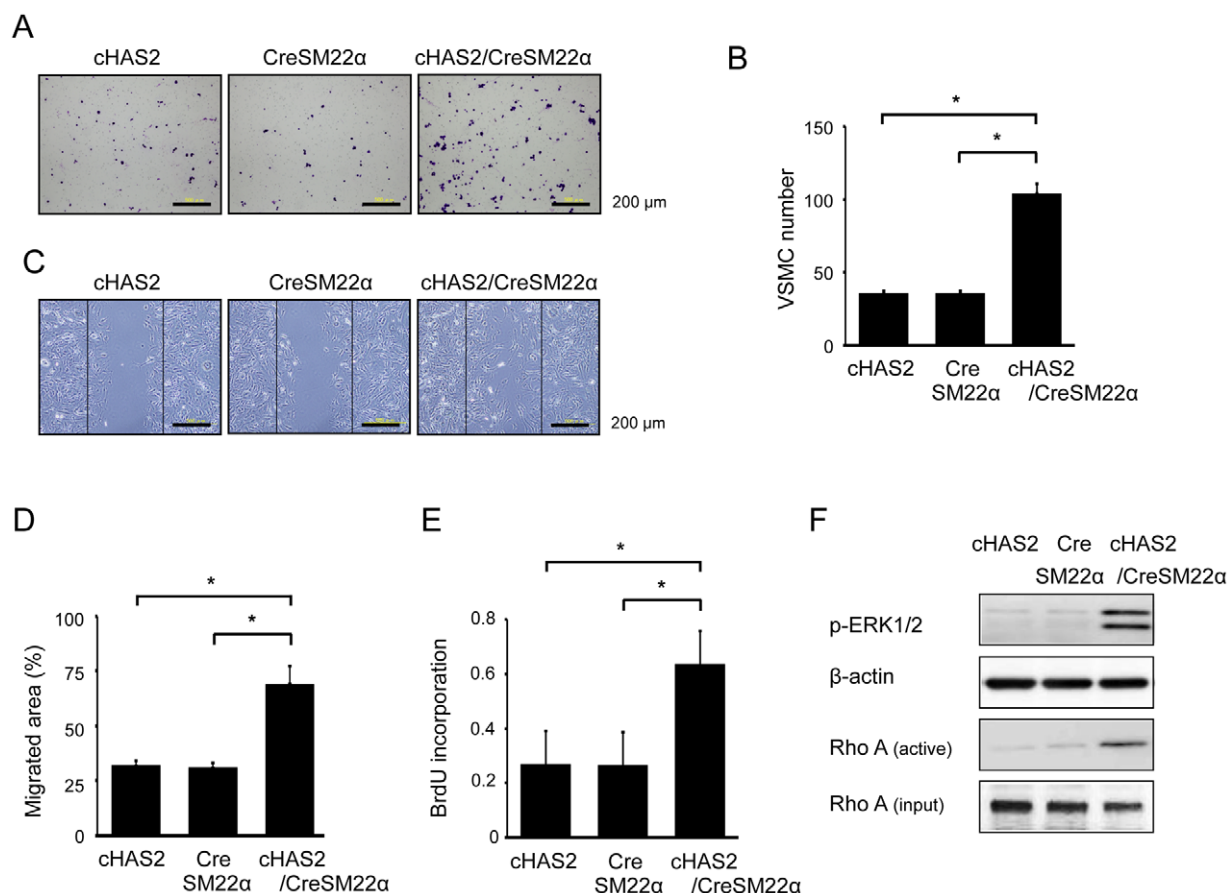 A
cHAS2
CreSM22α
cHAS2/CreSM22α
200 μm
B
*
*
VSMC number
150
100
50
0
cHAS2
Cre
SM22α
cHAS2
/CreSM22α
C
cHAS2
CreSM22α
cHAS2/CreSM22α
200 μm
D
*
*
Migrated area (%)
100
75
50
25
0
cHAS2
Cre
SM22α
cHAS2
/CreSM22α
E
*
*
BrdU incorporation
0.8
0.6
0.4
0.2
0
cHAS2
Cre
SM22α
cHAS2
/CreSM22α
F
cHAS2
Cre
SM22α
cHAS2
/CreSM22α
p-ERK1/2
β-actin
Rho A (active)
Rho A (input)